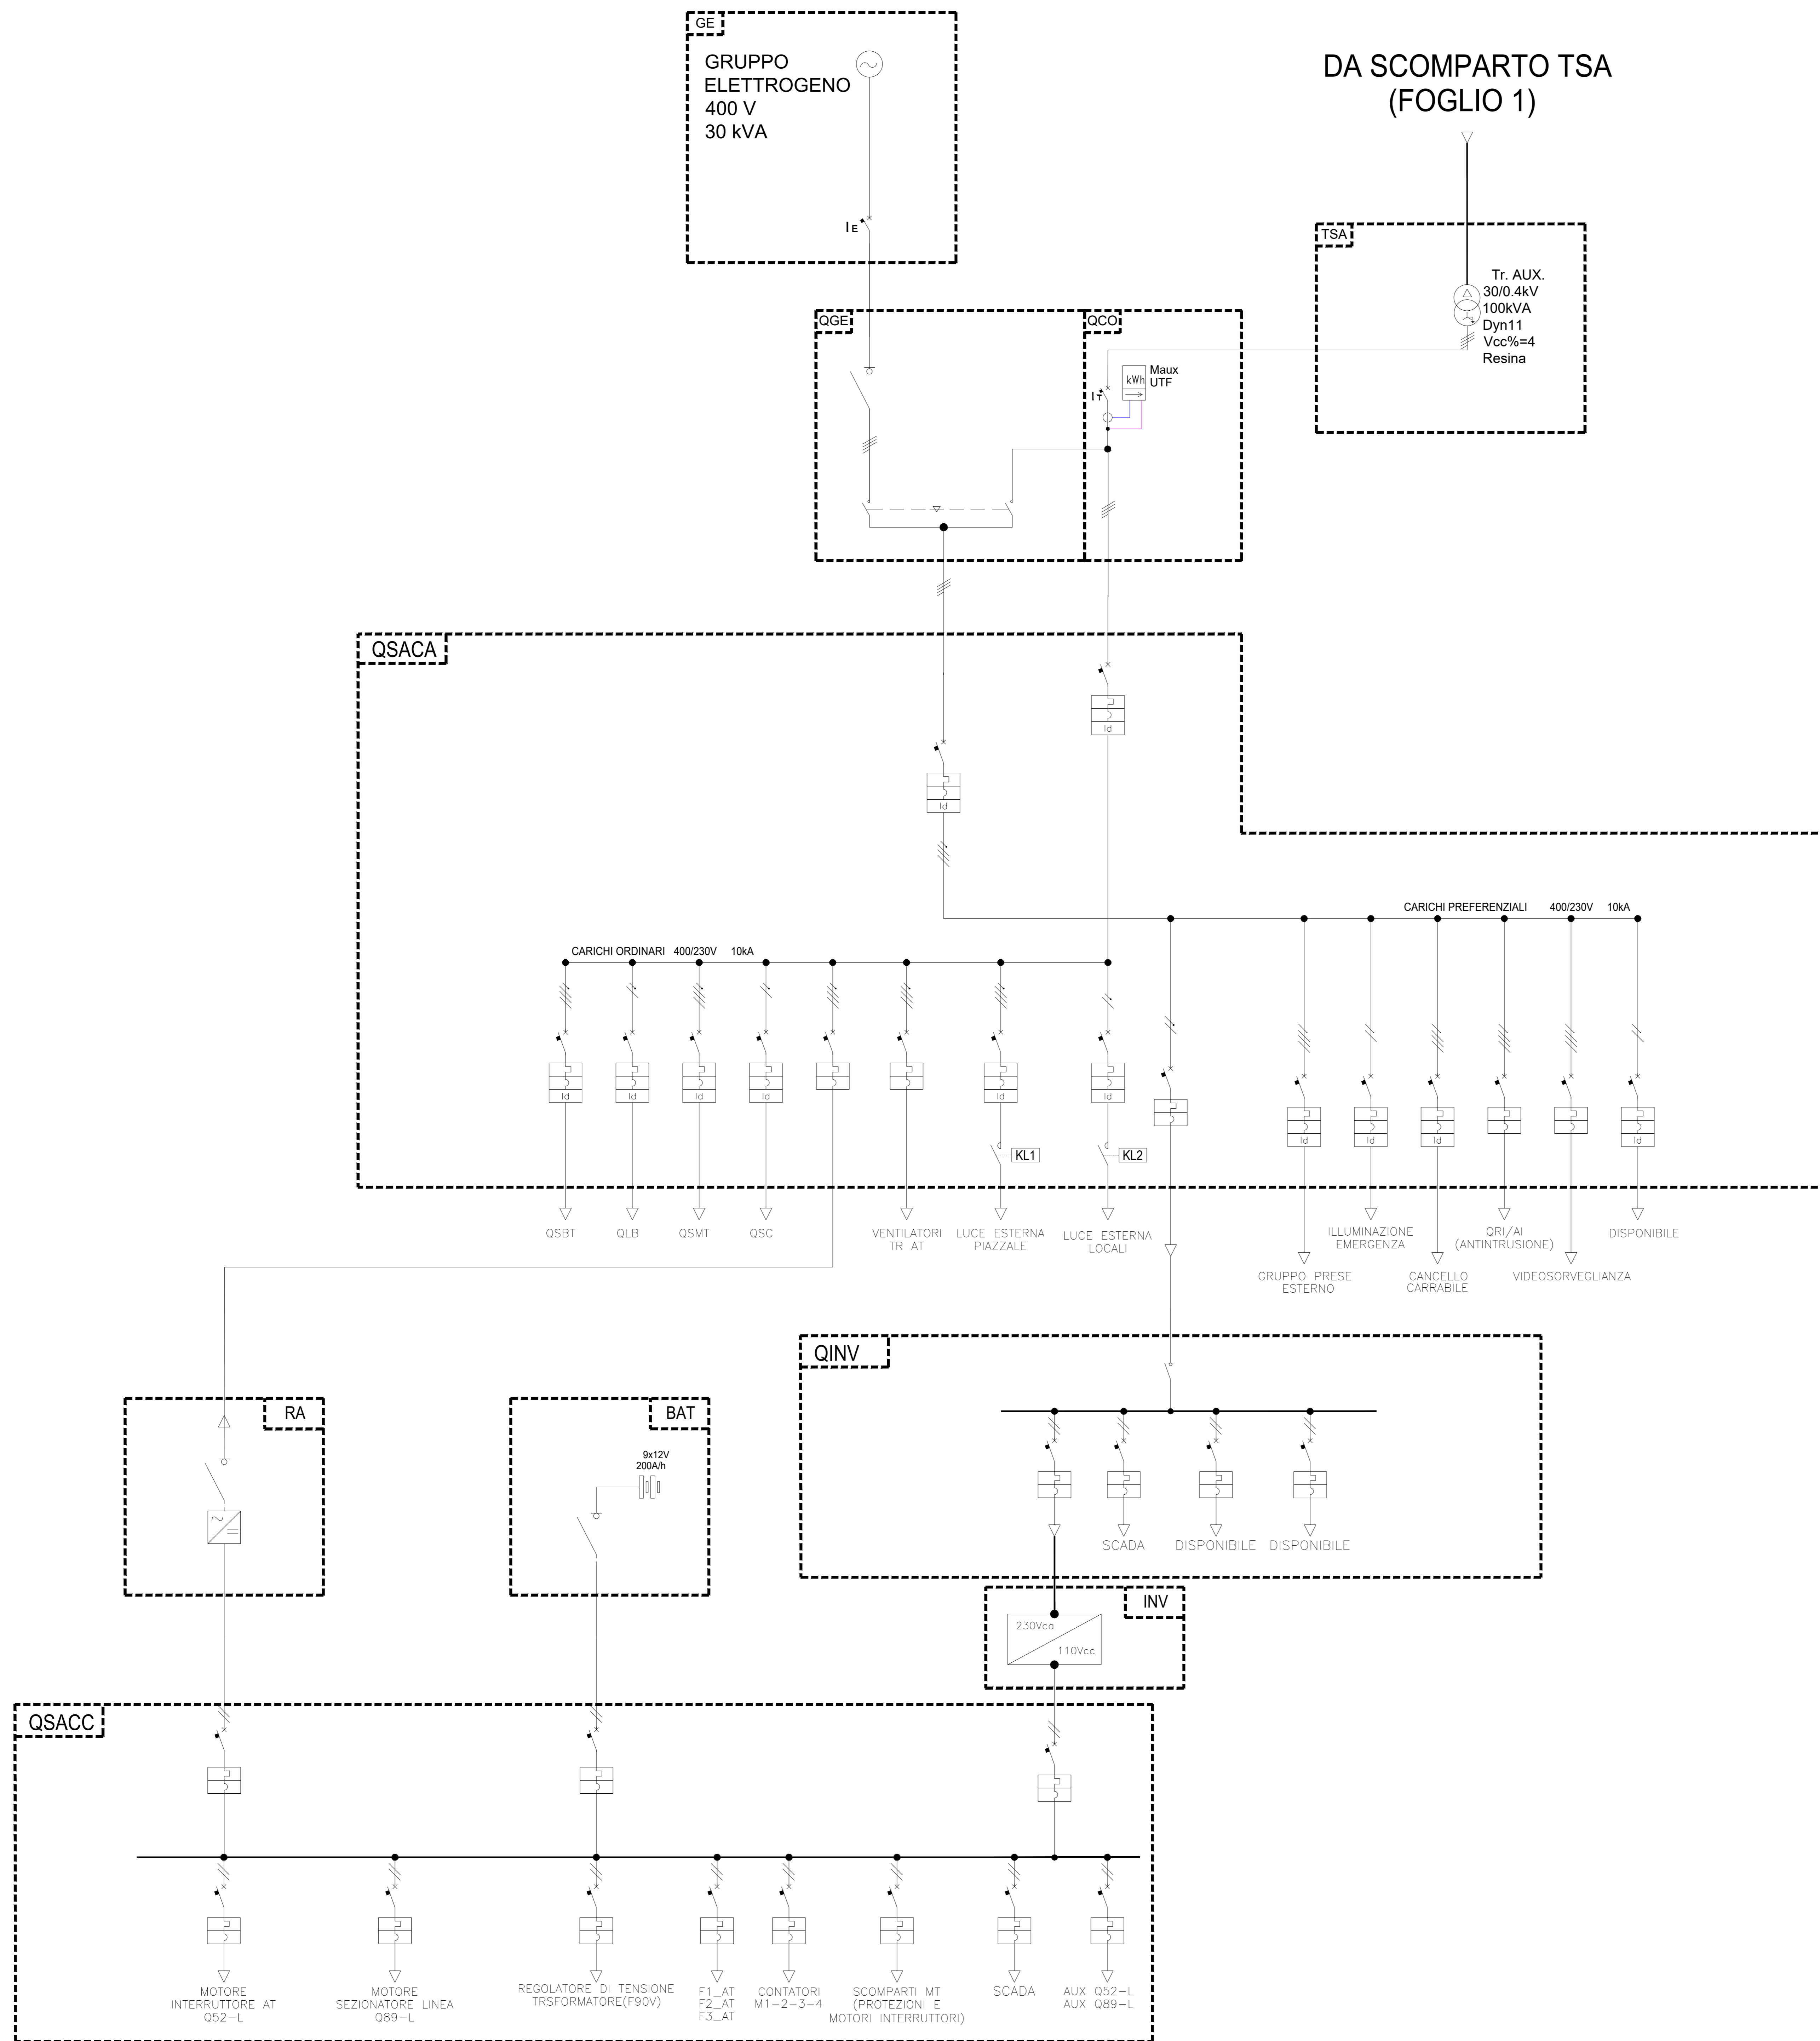 GE
GRUPPO
ELETTROGENO
400 V
30 kVA
IE
DA SCOMPARTO TSA
(FOGLIO 1)
TSA
Tr. AUX.
30/0.4kV
100kVA
Dyn11
Vcc%=4
Resina
QGE
QCO
IT
kWh
Maux
UTF
QSACA
Id
Id
CARICHI PREFERENZIALI 400/230V 10kA
CARICHI ORDINARI 400/230V 10kA
Id
Id
Id
Id
Id
Id
Id
Id
Id
Id
KL1
KL2
QSBT
QLB
QSMT
QSC
VENTILATORI
TR AT
LUCE ESTERNA
PIAZZALE
LUCE ESTERNA
LOCALI
GRUPPO PRESE
ESTERNO
ILLUMINAZIONE
EMERGENZA
CANCELLO
CARRABILE
QRI/AI
(ANTINTRUSIONE)
VIDEOSORVEGLIANZA
DISPONIBILE
QINV
SCADA
DISPONIBILE
DISPONIBILE
RA
BAT
9x12V
200A/h
INV
230Vca
110Vcc
QSACC
MOTORE
INTERRUTTORE AT
Q52-L
MOTORE
SEZIONATORE LINEA
Q89-L
REGOLATORE DI TENSIONE
TRSFORMATORE(F90V)
F1_AT
F2_AT
F3_AT
CONTATORI
M1-2-3-4
SCOMPARTI MT
(PROTEZIONI E
MOTORI INTERRUTTORI)
SCADA
AUX Q52-L
AUX Q89-L